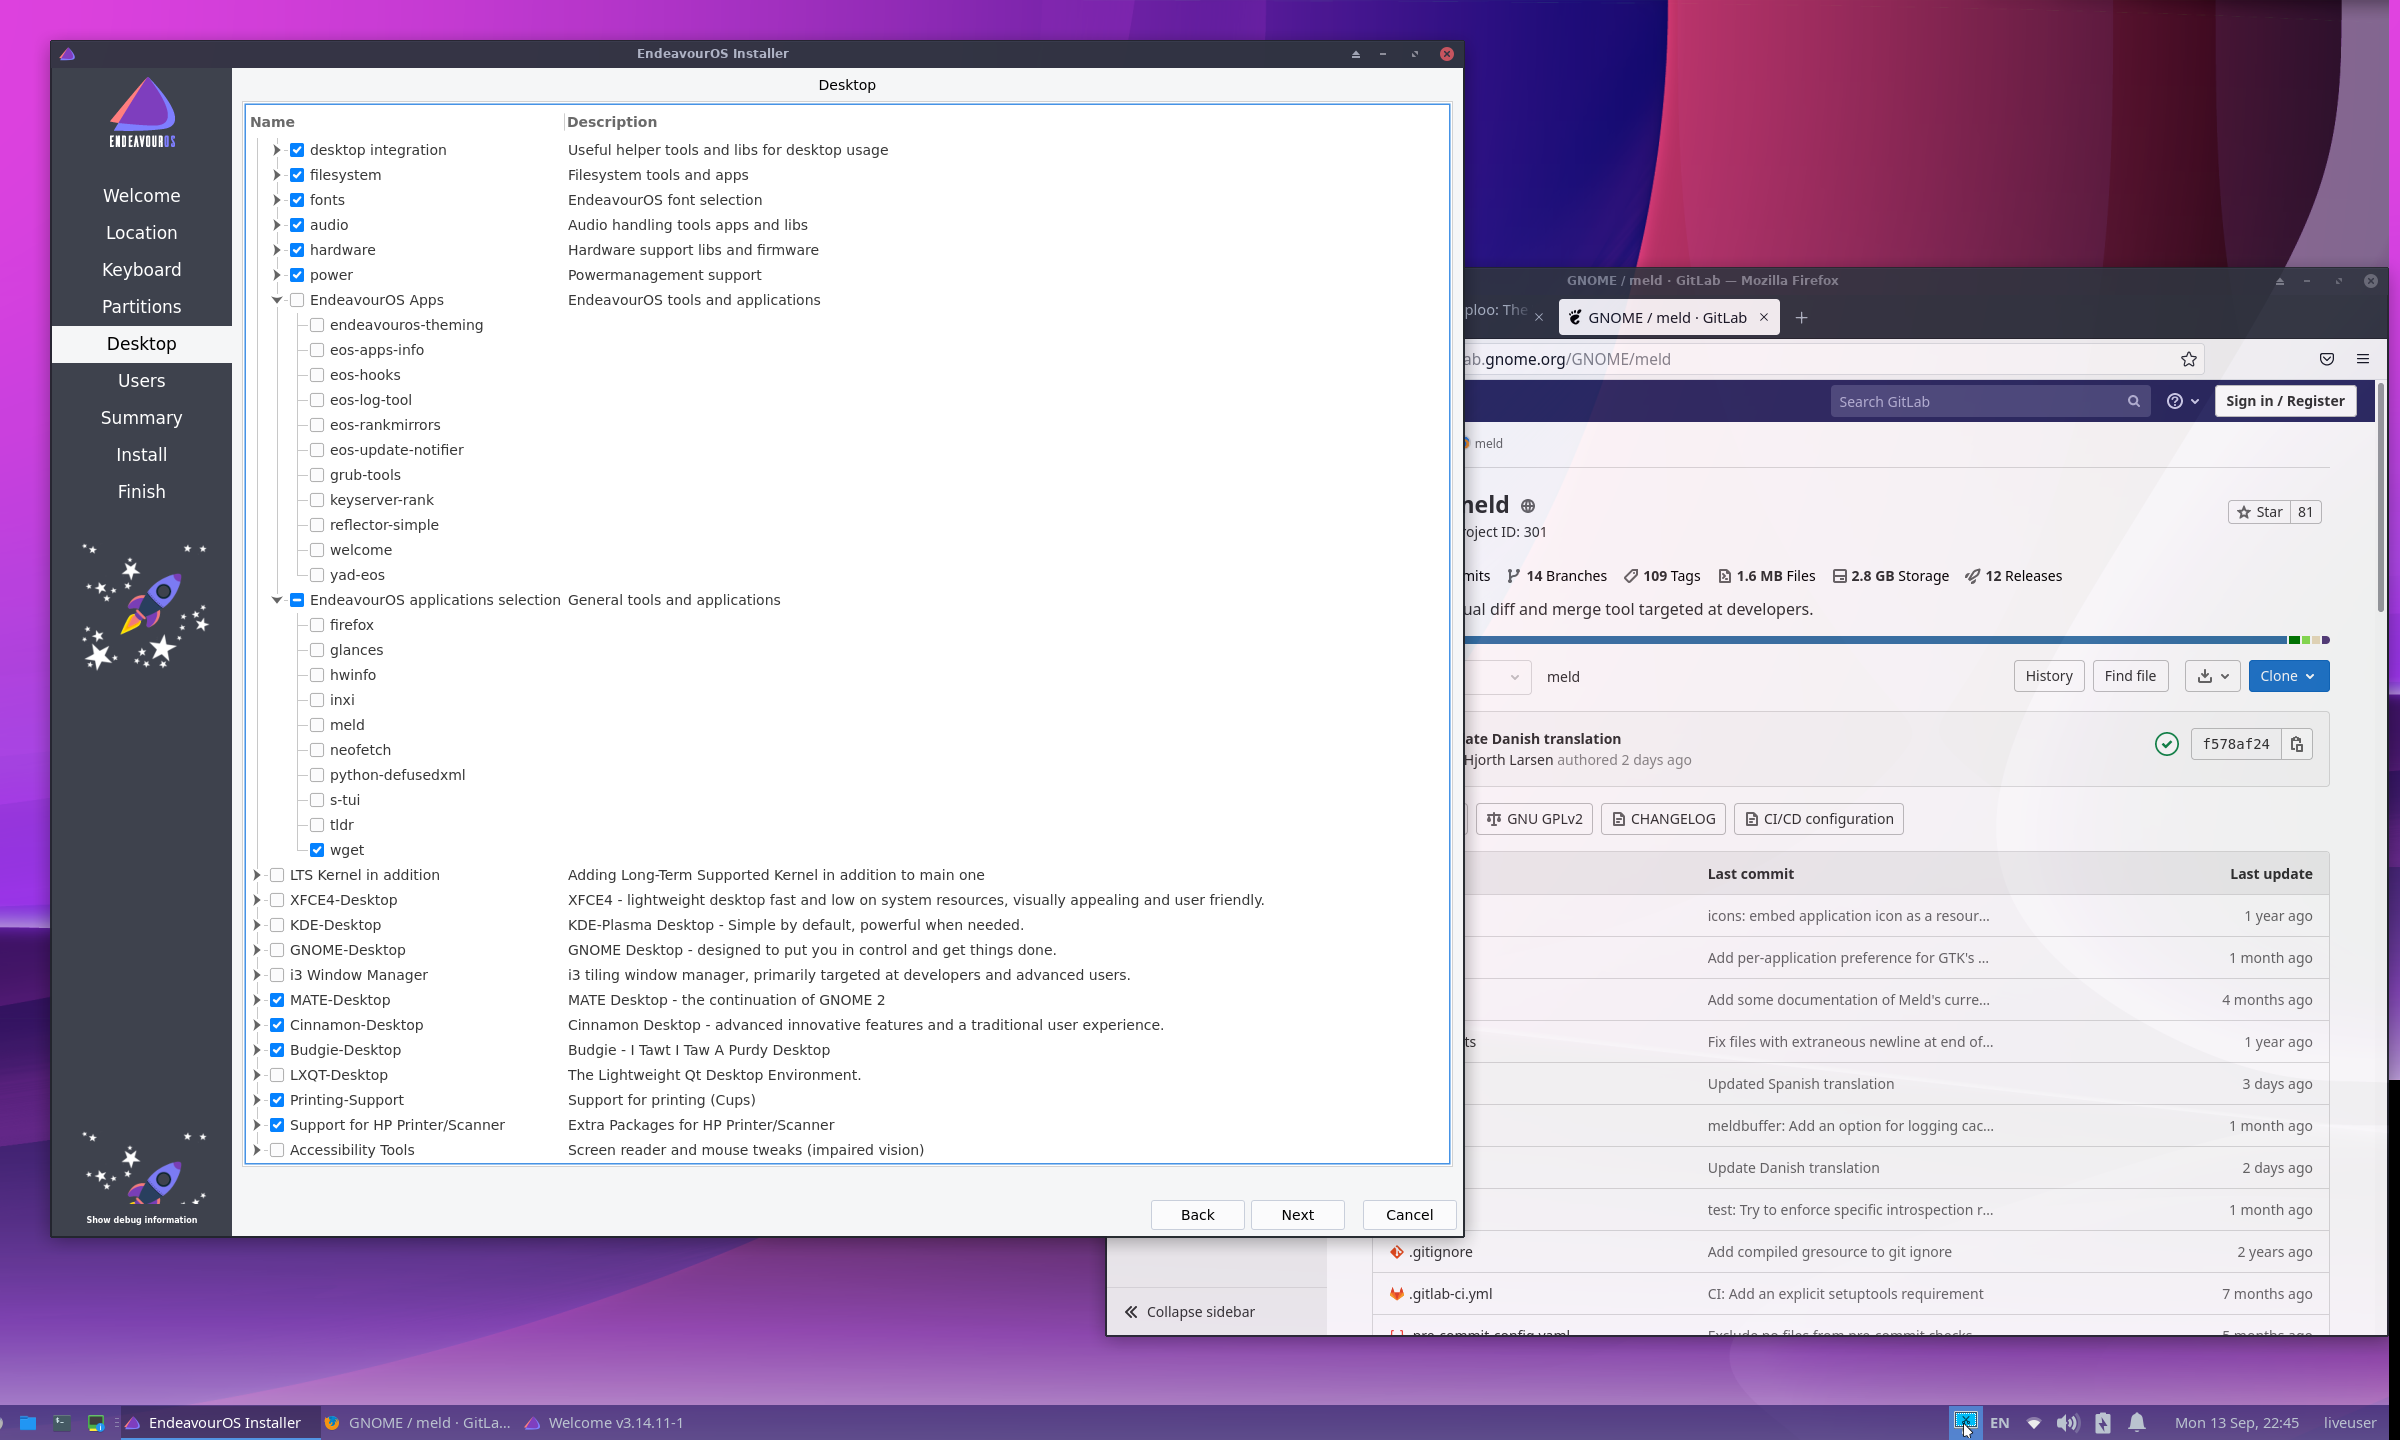 EndeavourOS Installer
ENDEAVOUROS
Welcome
Location
Keyboard
Partitions
Desktop
Users
Summary
Install
Finish
Show debug information
Desktop
Name Description
desktop integration Useful helper tools and libs for desktop usage
filesystem Filesystem tools and apps
fonts EndeavourOS font selection
audio Audio handling tools apps and libs
hardware Hardware support libs and firmware
power Powermanagement support
EndeavourOS Apps EndeavourOS tools and applications
endeavouros-theming
eos-apps-info
eos-hooks
eos-log-tool
eos-rankmirrors
eos-update-notifier
grub-tools
keyserver-rank
reflector-simple
welcome
yad-eos
EndeavourOS applications selection General tools and applications
firefox
glances
hwinfo
inxi
meld
neofetch
python-defusedxml
s-tui
tldr
wget
LTS Kernel in addition Adding Long-Term Supported Kernel in addition to main one
XFCE4-Desktop XFCE4 - lightweight desktop fast and low on system resources, visually appealing and user friendly.
KDE-Desktop KDE-Plasma Desktop - Simple by default, powerful when needed.
GNOME-Desktop GNOME Desktop - designed to put you in control and get things done.
i3 Window Manager i3 tiling window manager, primarily targeted at developers and advanced users.
MATE-Desktop MATE Desktop - the continuation of GNOME 2
Cinnamon-Desktop Cinnamon Desktop - advanced innovative features and a traditional user experience.
Budgie-Desktop Budgie - I Tawt I Taw A Purdy Desktop
LXQT-Desktop The Lightweight Qt Desktop Environment.
Printing-Support Support for printing (Cups)
Support for HP Printer/Scanner Extra Packages for HP Printer/Scanner
Accessibility Tools Screen reader and mouse tweaks (impaired vision)
Back Next Cancel
GNOME / meld · GitLab — Mozilla Firefox
ploo: The GNOME / meld · GitLab
ab.gnome.org/GNOME/meld
Search GitLab Sign in / Register
meld
meld
roject ID: 301
Star 81
mits 14 Branches 109 Tags 1.6 MB Files 2.8 GB Storage 12 Releases
ual diff and merge tool targeted at developers.
meld History Find file Clone
ate Danish translation
Hjorth Larsen authored 2 days ago
f578af24
GNU GPLv2 CHANGELOG CI/CD configuration
Last commit Last update
icons: embed application icon as a resour... 1 year ago
Add per-application preference for GTK's ... 1 month ago
Add some documentation of Meld's curre... 4 months ago
ts Fix files with extraneous newline at end of... 1 year ago
Updated Spanish translation 3 days ago
meldbuffer: Add an option for logging cac... 1 month ago
Update Danish translation 2 days ago
test: Try to enforce specific introspection r... 1 month ago
.gitignore Add compiled gresource to git ignore 2 years ago
.gitlab-ci.yml CI: Add an explicit setuptools requirement 7 months ago
.pre-commit-config.yaml Exclude po files from pre-commit checks 5 months ago
Collapse sidebar
EndeavourOS Installer GNOME / meld · GitLa... Welcome v3.14.11-1 EN Mon 13 Sep, 22:45 liveuser